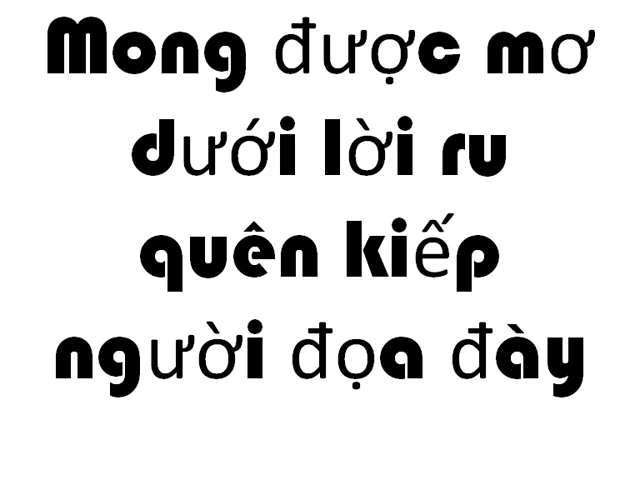 Mong được mơ
dưới lời ru
quên kiếp
người đọa đày